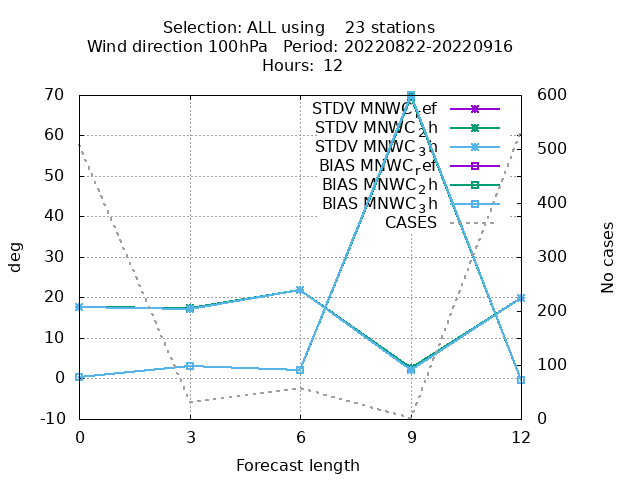 Selection: ALL using    23 stations
Wind direction 100hPa   Period: 20220822-20220916
Hours: 12
70
60
50
40
30
20
10
0
-10
600
500
400
300
200
100
0
STDV MNWC_ref
STDV MNWC_2h
STDV MNWC_3h
BIAS MNWC_ref
BIAS MNWC_2h
BIAS MNWC_3h
CASES
deg
No cases
0
3
6
9
12
Forecast length